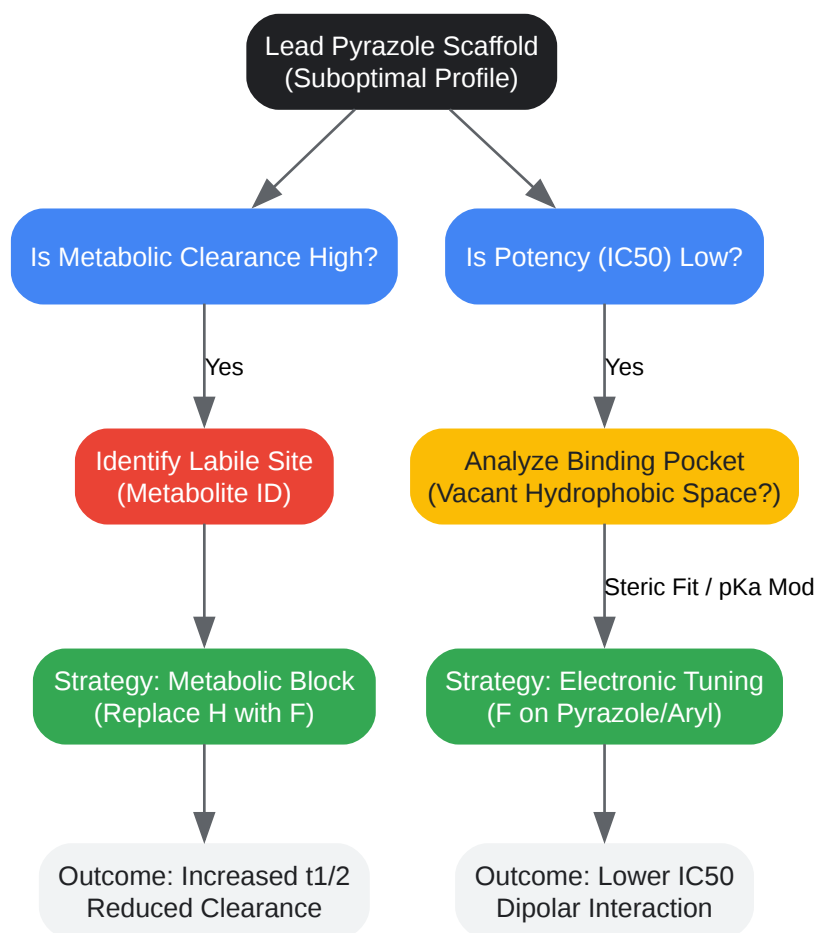 Lead Pyrazole Scaffold
(Suboptimal Profile)
Is Metabolic Clearance High?
Is Potency (IC50) Low?
Yes
Yes
Identify Labile Site
(Metabolite ID)
Analyze Binding Pocket
(Vacant Hydrophobic Space?)
Steric Fit / pKa Mod
Strategy: Metabolic Block
(Replace H with F)
Strategy: Electronic Tuning
(F on Pyrazole/Aryl)
Outcome: Increased t1/2
Reduced Clearance
Outcome: Lower IC50
Dipolar Interaction